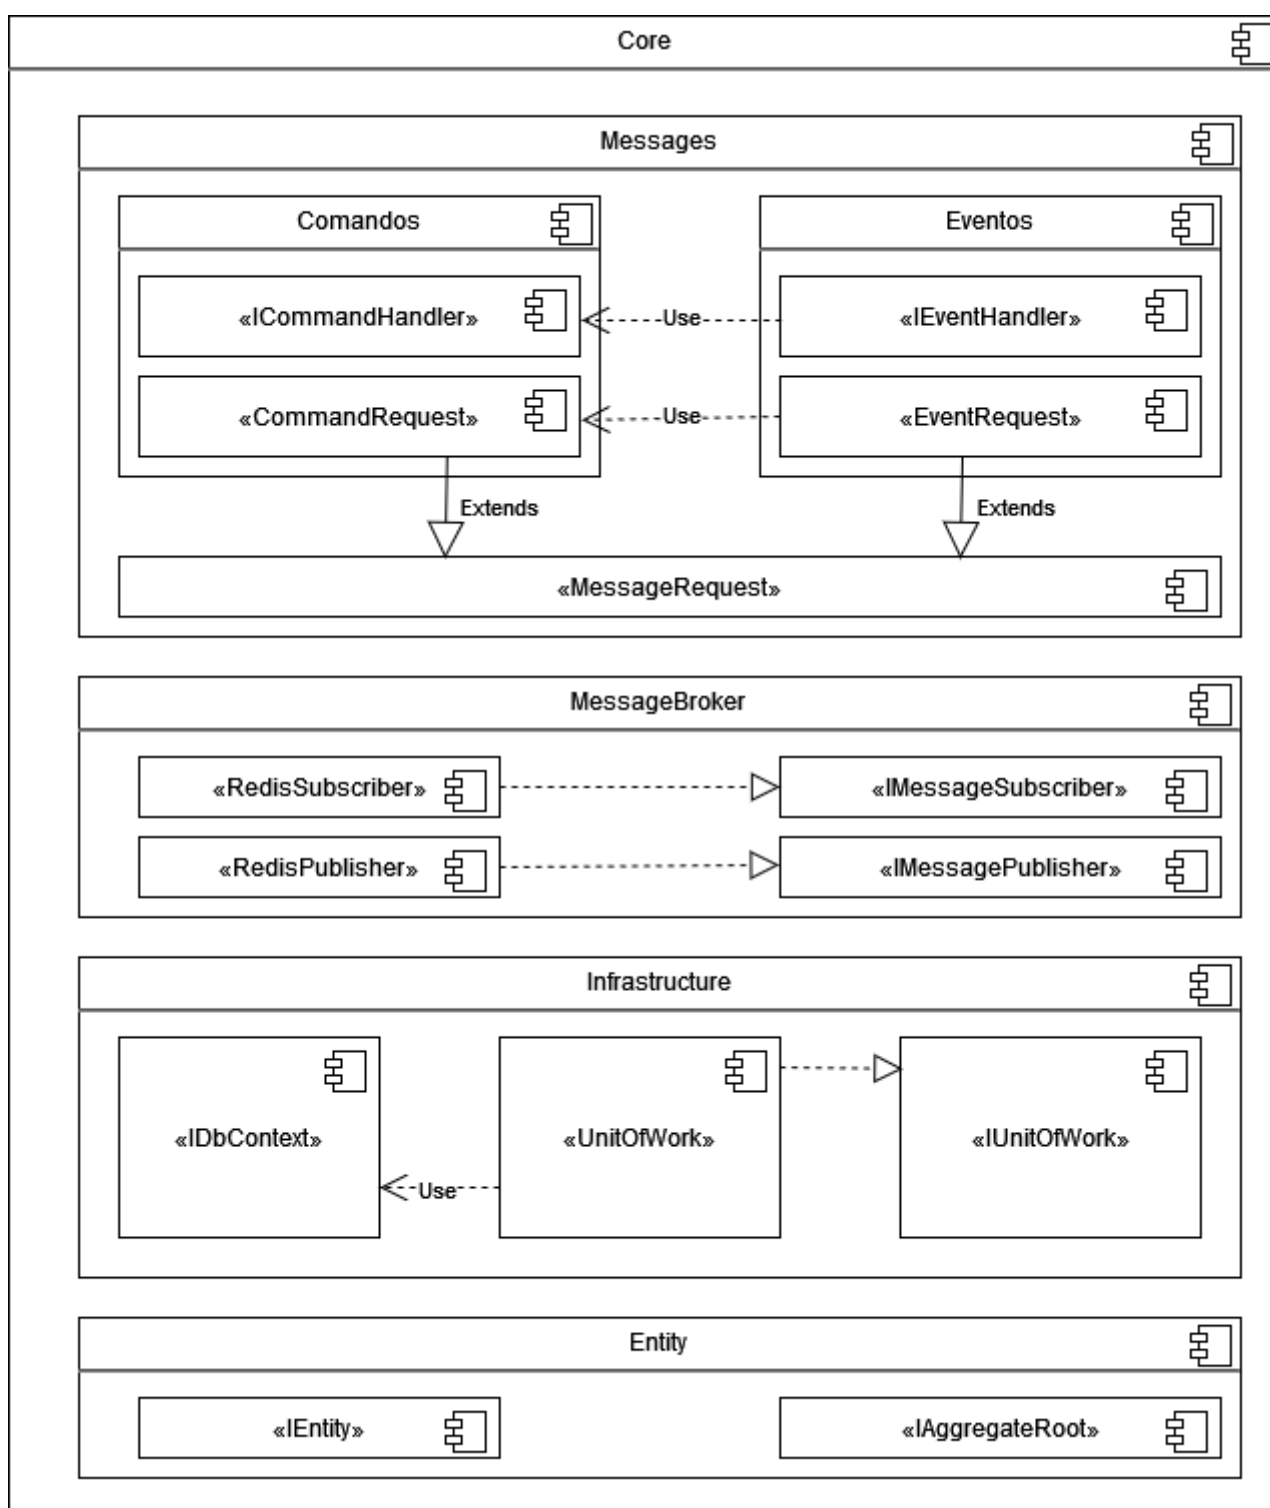 Core
Messages
Comandos
Eventos
«ICommandHandler»
Use
«IEventHandler»
«CommandRequest»
Use
«EventRequest»
Extends
Extends
«MessageRequest»
MessageBroker
«RedisSubscriber»
«IMessageSubscriber»
«RedisPublisher»
«IMessagePublisher»
Infrastructure
«IDbContext»
«UnitOfWork»
«IUnitOfWork»
Use
Entity
«IEntity»
«IAggregateRoot»